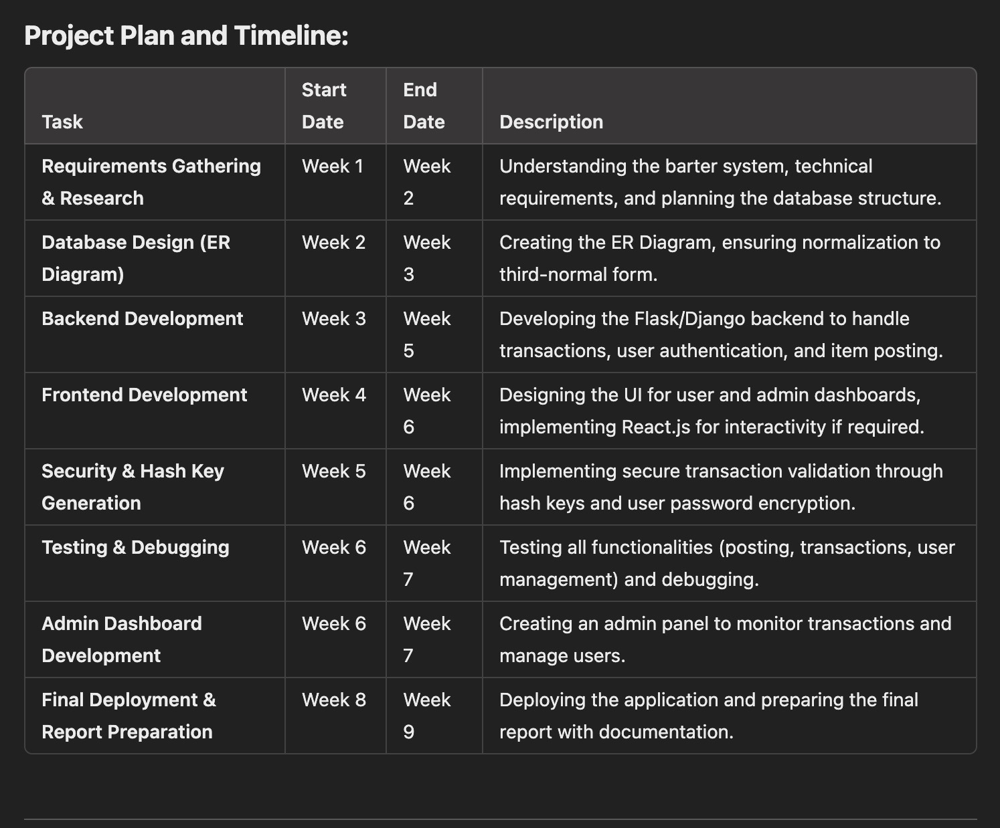 Project Plan and Timeline:
Task
Start
Date
End
Date
Description
Requirements Gathering
& Research
Week 1
Week
2
Understanding the barter system, technical
requirements, and planning the database structure.
Database Design (ER
Diagram)
Week 2
Week
3
Creating the ER Diagram, ensuring normalization to
third-normal form.
Backend Development
Week 3
Week
5
Developing the Flask/Django backend to handle
transactions, user authentication, and item posting.
Frontend Development
Week 4
Week
6
Designing the UI for user and admin dashboards,
implementing React.js for interactivity if required.
Security & Hash Key
Generation
Week 5
Week
6
Implementing secure transaction validation through
hash keys and user password encryption.
Testing & Debugging
Week 6
Week
7
Testing all functionalities (posting, transactions, user
management) and debugging.
Admin Dashboard
Development
Week 6
Week
7
Creating an admin panel to monitor transactions and
manage users.
Final Deployment &
Report Preparation
Week 8
Week
9
Deploying the application and preparing the final
report with documentation.